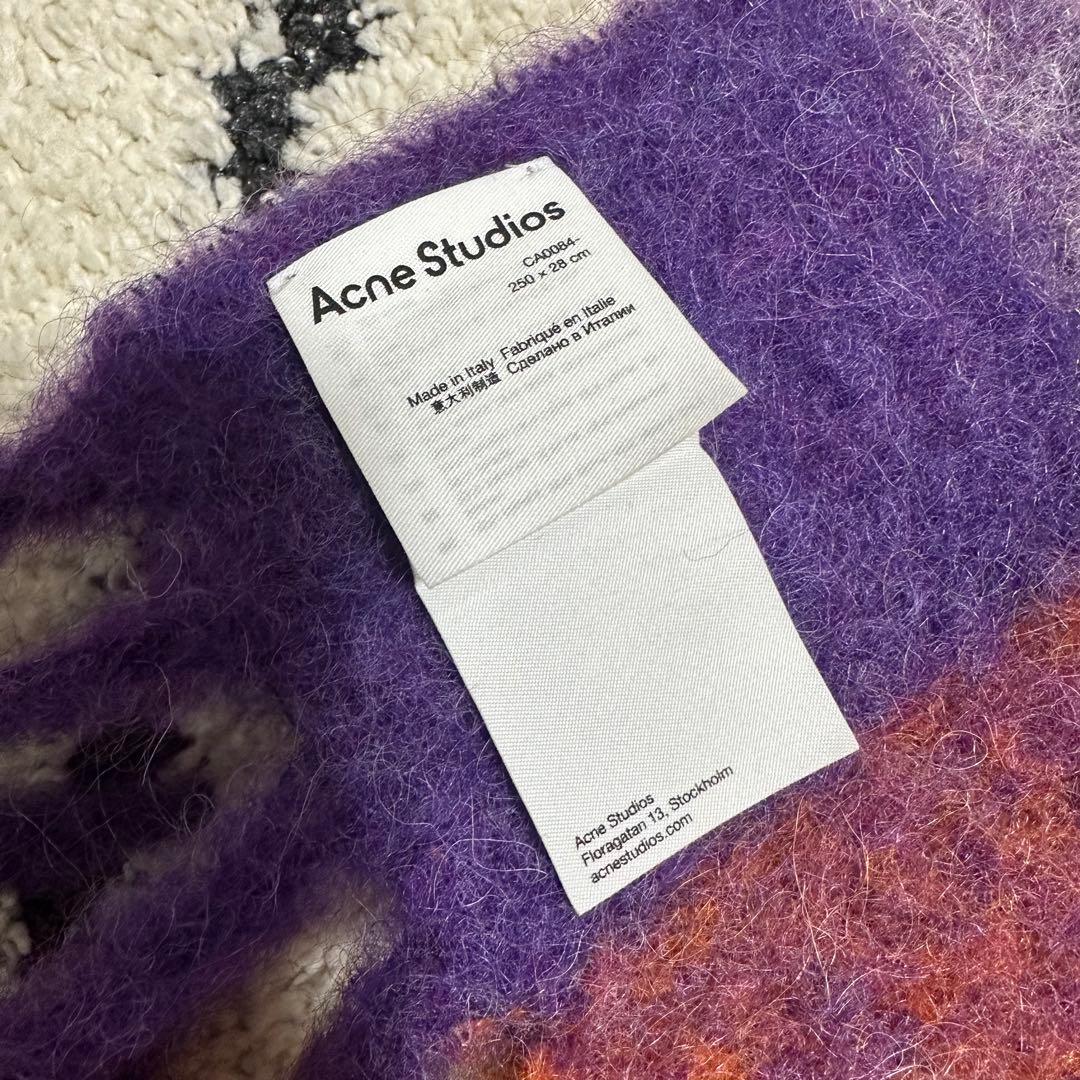 Acne Studios
CA0084-
250 × 28 cm
Made in Italy Fabriqué en Italie
意大利制造 Сделано в Италии
Acne Studios
Floragatan 13, Stockholm
acnestudios.com